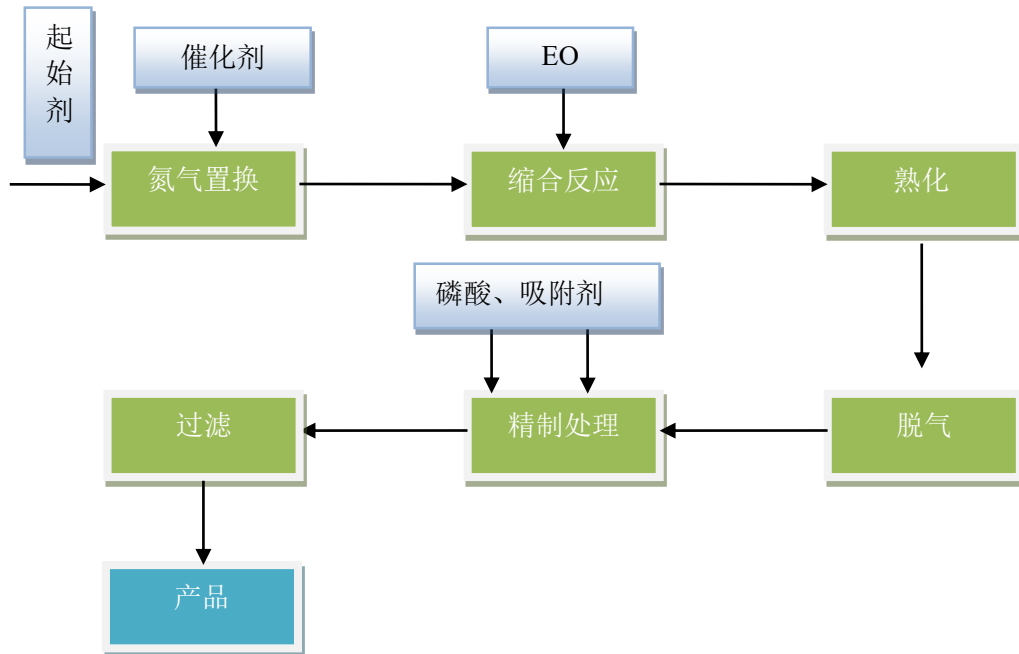 起始剂
催化剂
EO
氮气置换
缩合反应
熟化
磷酸、吸附剂
过滤
精制处理
脱气
产品